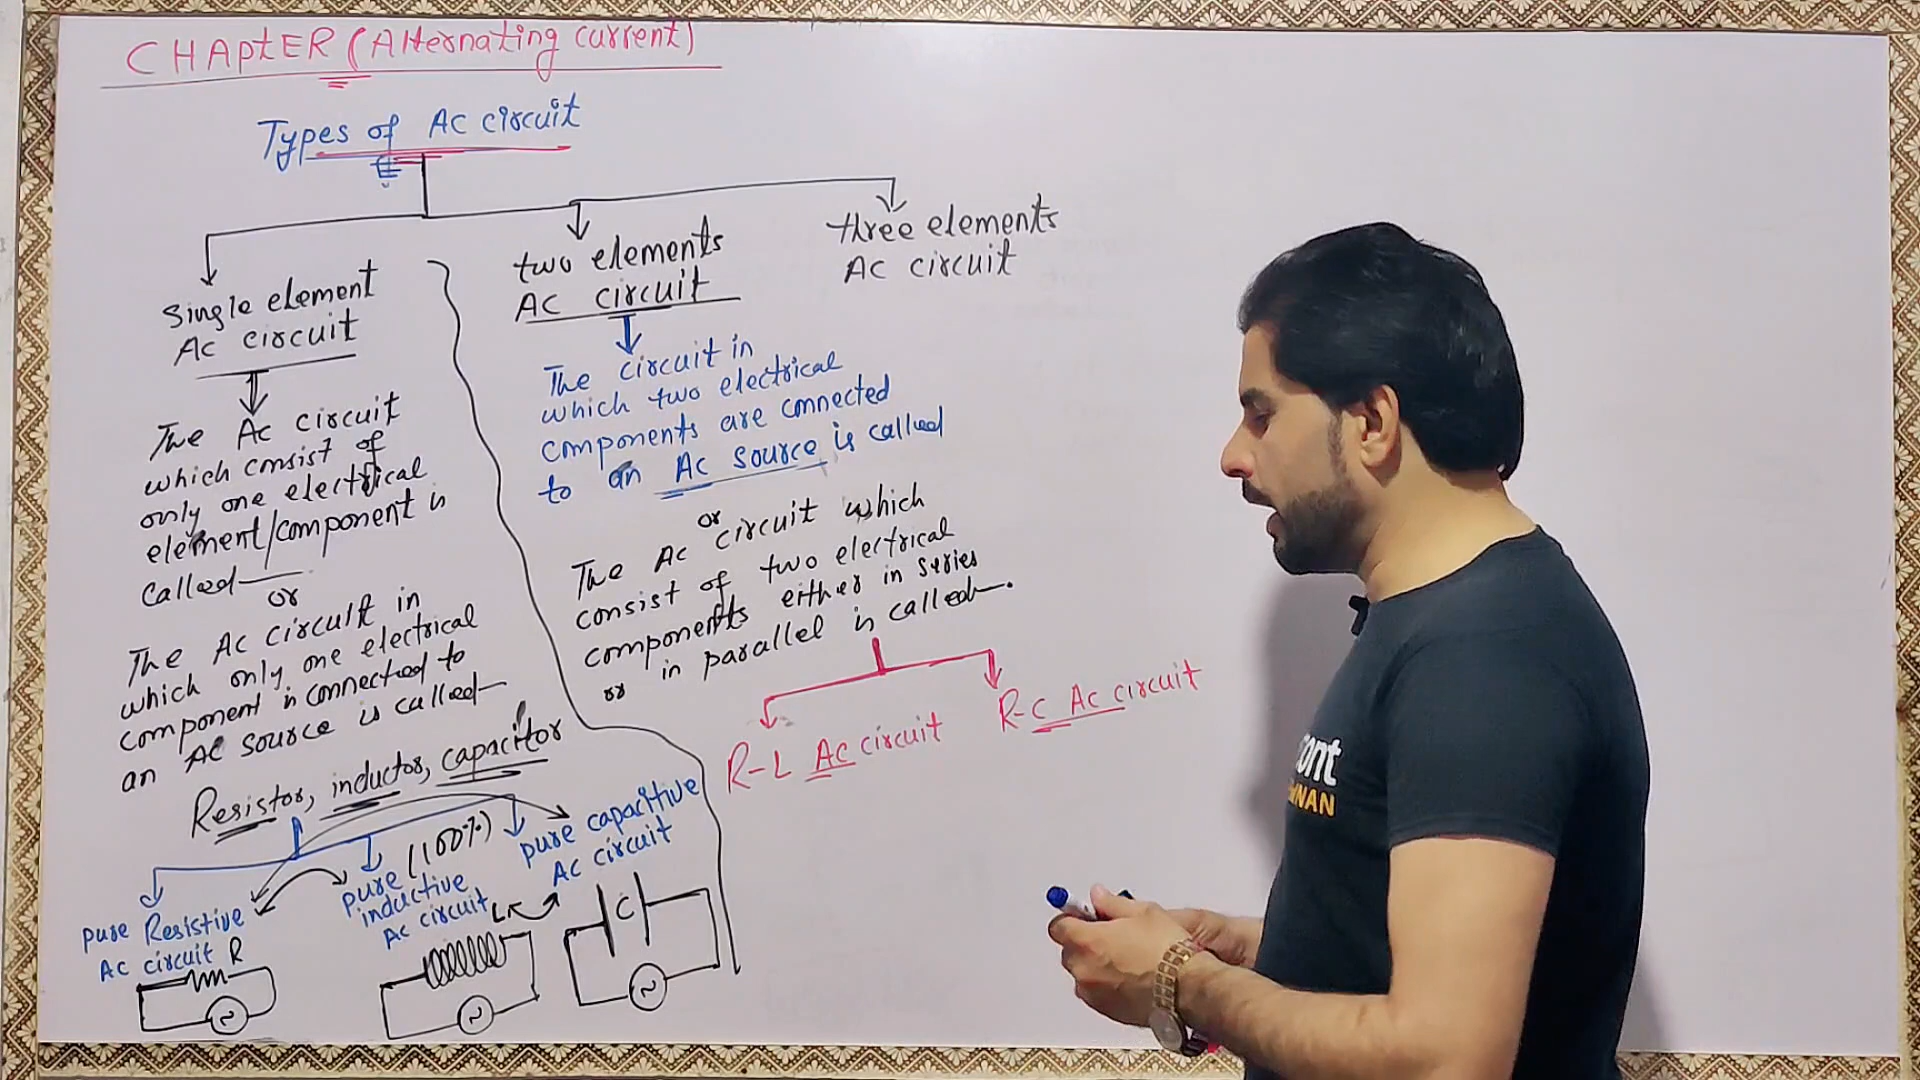 CHAPtER (Alternating current)
Types of AC circuit
Single element
AC circuit
The AC circuit
which consist of
only one electrical
element/component is
called—
or
The AC circuit in
which only one electrical
component is connected to
an AC source is called—
Resistor, inductor, capacitor
pure Resistive
AC circuit R
pure (100%)
inductive
AC circuit L
pure capacitive
AC circuit
C
~
~
~
two elements
AC circuit
The circuit in
which two electrical
components are connected
to an AC source is called
or
The AC circuit which
consist of two electrical
components either in series
or in parallel is called—.
R-L AC circuit
R-C AC circuit
three elements
AC circuit